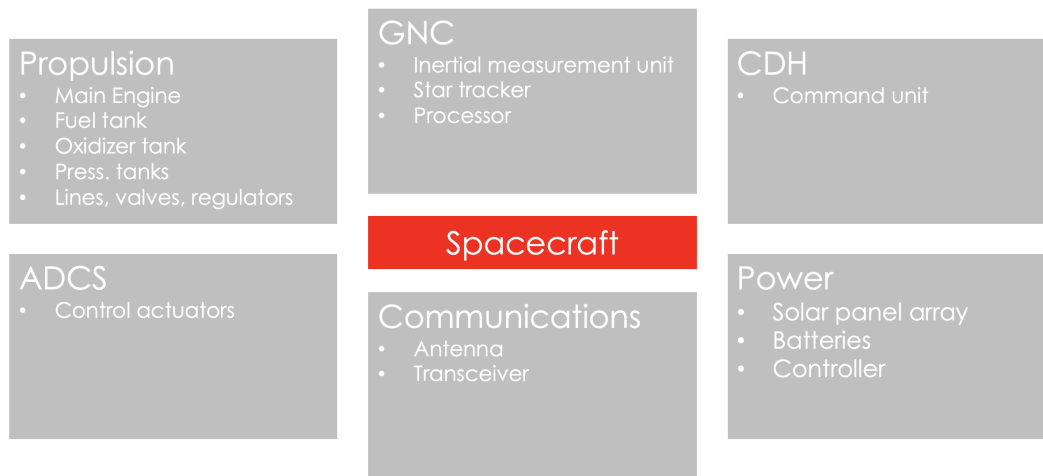 Propulsion
• Main Engine
• Fuel tank
• Oxidizer tank
• Press. tanks
• Lines, valves, regulators
GNC
• Inertial measurement unit
• Star tracker
• Processor
CDH
• Command unit
Spacecraft
ADCS
• Control actuators
Communications
• Antenna
• Transceiver
Power
• Solar panel array
• Batteries
• Controller